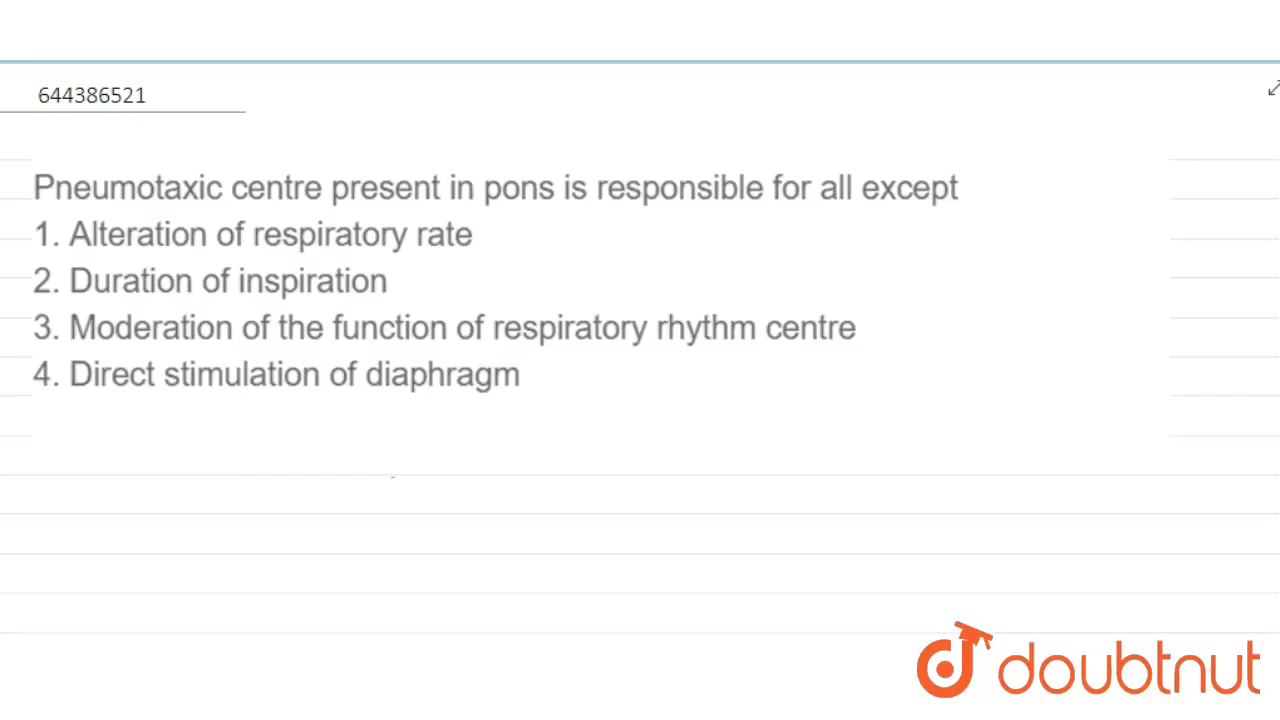 644386521
Pneumotaxic centre present in pons is responsible for all except
1. Alteration of respiratory rate
2. Duration of inspiration
3. Moderation of the function of respiratory rhythm centre
4. Direct stimulation of diaphragm
doubtnut